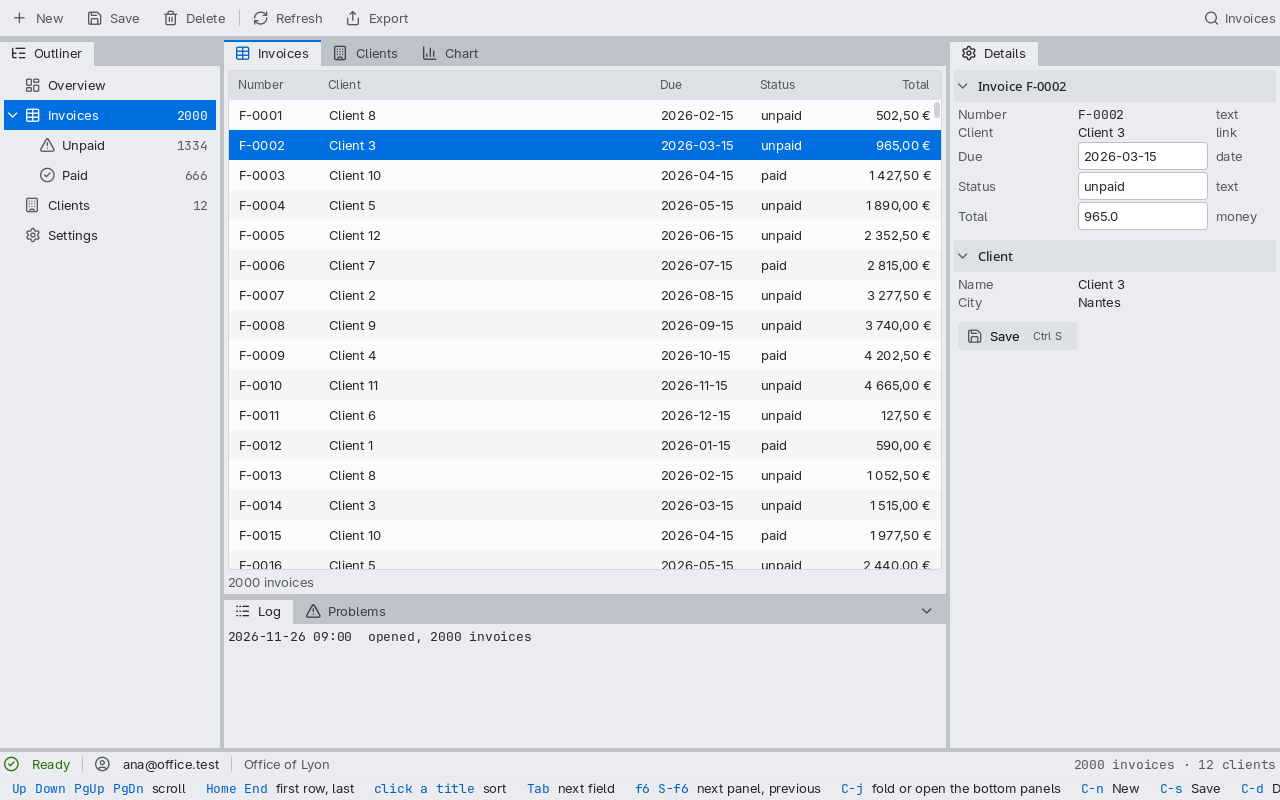 New Save Delete Refresh Export Invoices
Outliner
Overview
Invoices 2000
Unpaid 1334
Paid 666
Clients 12
Settings
Invoices Clients Chart
Number Client Due Status Total
F-0001 Client 8 2026-02-15 unpaid 502,50 €
F-0002 Client 3 2026-03-15 unpaid 965,00 €
F-0003 Client 10 2026-04-15 paid 1 427,50 €
F-0004 Client 5 2026-05-15 unpaid 1 890,00 €
F-0005 Client 12 2026-06-15 unpaid 2 352,50 €
F-0006 Client 7 2026-07-15 paid 2 815,00 €
F-0007 Client 2 2026-08-15 unpaid 3 277,50 €
F-0008 Client 9 2026-09-15 unpaid 3 740,00 €
F-0009 Client 4 2026-10-15 paid 4 202,50 €
F-0010 Client 11 2026-11-15 unpaid 4 665,00 €
F-0011 Client 6 2026-12-15 unpaid 127,50 €
F-0012 Client 1 2026-01-15 paid 590,00 €
F-0013 Client 8 2026-02-15 unpaid 1 052,50 €
F-0014 Client 3 2026-03-15 unpaid 1 515,00 €
F-0015 Client 10 2026-04-15 paid 1 977,50 €
F-0016 Client 5 2026-05-15 unpaid 2 440,00 €
2000 invoices
Log Problems
2026-11-26 09:00 opened, 2000 invoices
Details
Invoice F-0002
Number F-0002 text
Client Client 3 link
Due 2026-03-15 date
Status unpaid text
Total 965.0 money
Client
Name Client 3
City Nantes
Save Ctrl S
Ready ana@office.test Office of Lyon 2000 invoices · 12 clients
Up Down PgUp PgDn scroll Home End first row, last click a title sort Tab next field f6 S-f6 next panel, previous C-j fold or open the bottom panels C-n New C-s Save C-d D